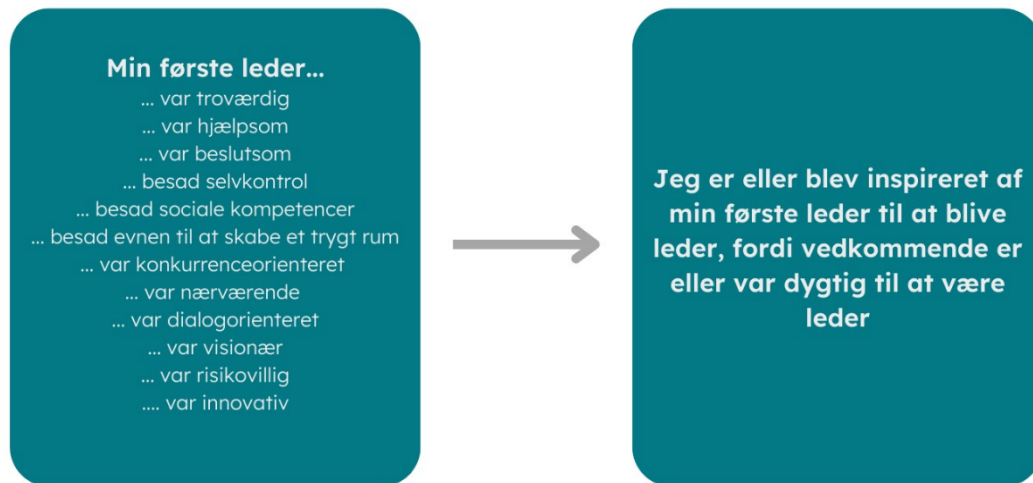 Min første leder...
... var troværdig
... var hjælpsom
... var beslutsom
... besad selvkontrol
... besad sociale kompetencer
... besad evnen til at skabe et trygt rum
... var konkurrenceorienteret
... var nærværende
... var dialogorienteret
... var visionær
... var risikovillig
.... var innovativ
Jeg er eller blev inspireret af
min første leder til at blive
leder, fordi vedkommende er
eller var dygtig til at være
leder